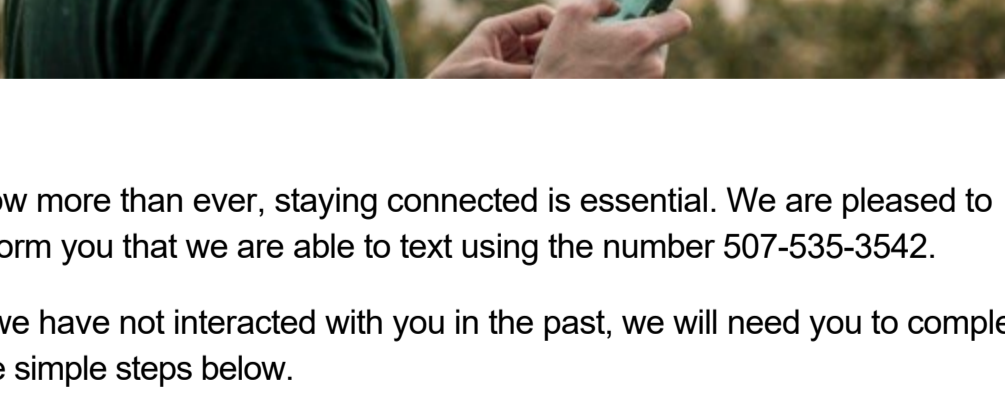 ow more than ever, staying connected is essential. We are pleased to
orm you that we are able to text using the number 507-535-3542.
we have not interacted with you in the past, we will need you to comple
e simple steps below.